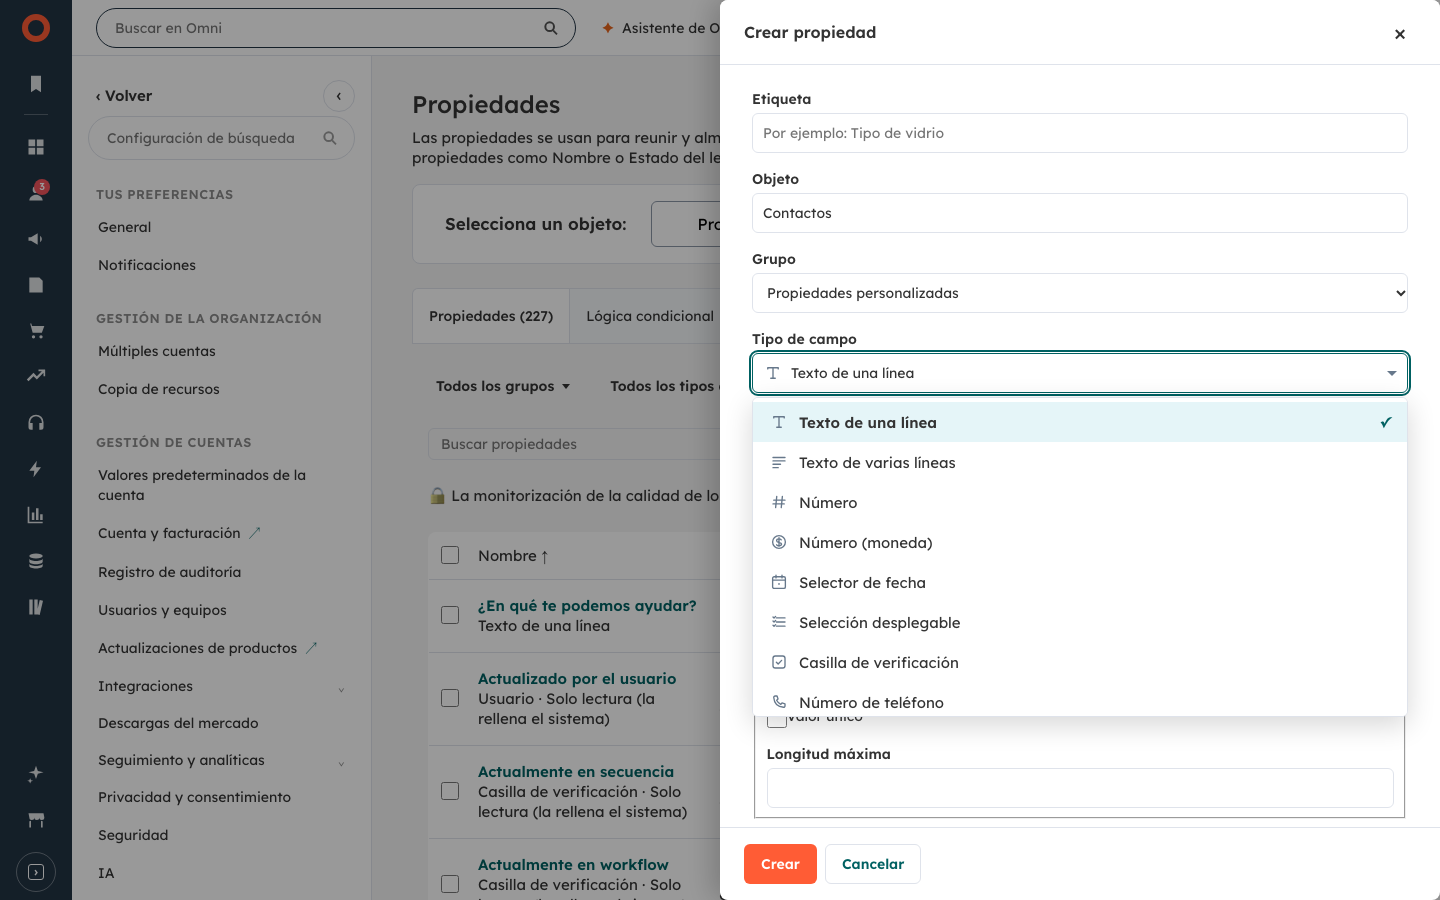 Buscar en Omni
Asistente de O
3
‹ Volver
Configuración de búsqueda
TUS PREFERENCIAS
General
Notificaciones
GESTIÓN DE LA ORGANIZACIÓN
Múltiples cuentas
Copia de recursos
GESTIÓN DE CUENTAS
Valores predeterminados de la
cuenta
Cuenta y facturación
Registro de auditoría
Usuarios y equipos
Actualizaciones de productos
Integraciones
Descargas del mercado
Seguimiento y analíticas
Privacidad y consentimiento
Seguridad
IA
Propiedades
Las propiedades se usan para reunir y alm
propiedades como Nombre o Estado del le
Selecciona un objeto:
Pro
Propiedades (227)
Lógica condicional
Todos los grupos
Todos los tipos
Buscar propiedades
🔒 La monitorización de la calidad de lo
Nombre ↑
¿En qué te podemos ayudar?
Texto de una línea
Actualizado por el usuario
Usuario · Solo lectura (la
rellena el sistema)
Actualmente en secuencia
Casilla de verificación · Solo
lectura (la rellena el sistema)
Actualmente en workflow
Casilla de verificación · Solo
Crear propiedad
Etiqueta
Por ejemplo: Tipo de vidrio
Objeto
Contactos
Grupo
Propiedades personalizadas
Tipo de campo
Texto de una línea
Texto de una línea ✓
Texto de varias líneas
Número
Número (moneda)
Selector de fecha
Selección desplegable
Casilla de verificación
Número de teléfono
Valor único
Longitud máxima
Crear
Cancelar